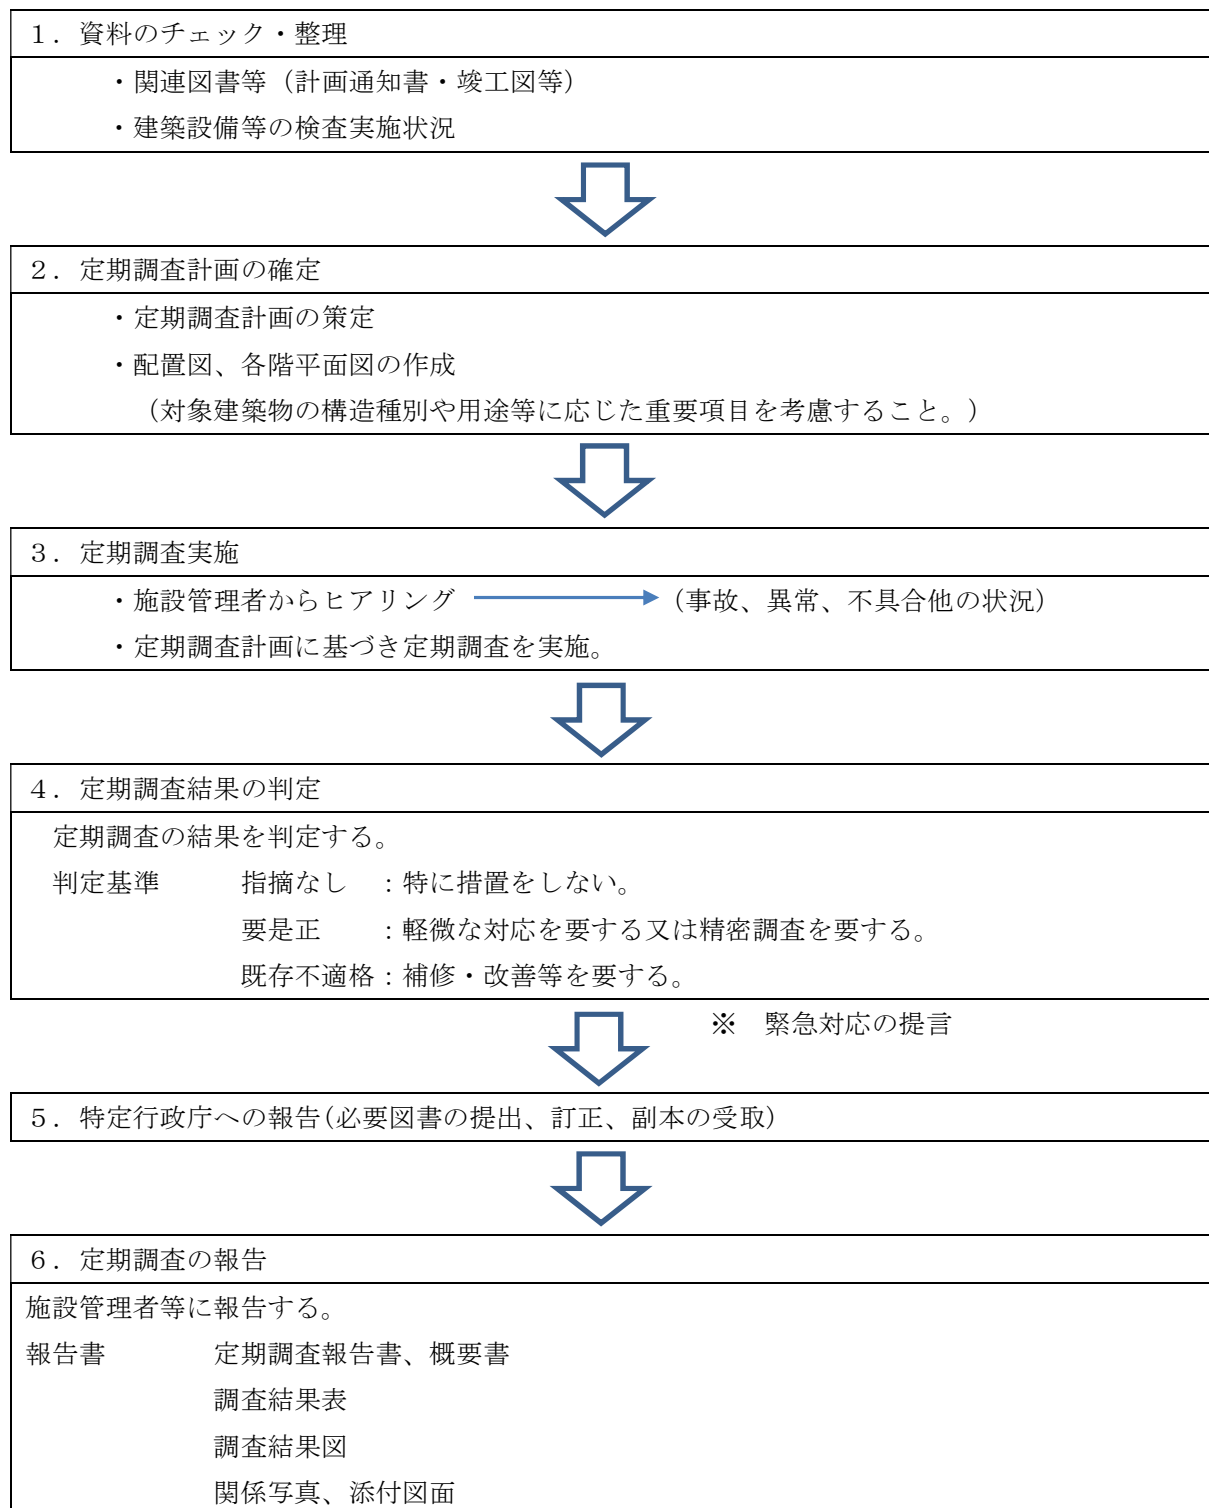 １．資料のチェック・整理
・関連図書等（計画通知書・竣工図等）
・建築設備等の検査実施状況
２．定期調査計画の確定
・定期調査計画の策定
・配置図、各階平面図の作成
（対象建築物の構造種別や用途等に応じた重要項目を考慮すること。）
３．定期調査実施
・施設管理者からヒアリング （事故、異常、不具合他の状況）
・定期調査計画に基づき定期調査を実施。
４．定期調査結果の判定
定期調査の結果を判定する。
判定基準 指摘なし ：特に措置をしない。
要是正 ：軽微な対応を要する又は精密調査を要する。
既存不適格：補修・改善等を要する。
※ 緊急対応の提言
５．特定行政庁への報告(必要図書の提出、訂正、副本の受取)
６．定期調査の報告
施設管理者等に報告する。
報告書 定期調査報告書、概要書
調査結果表
調査結果図
関係写真、添付図面